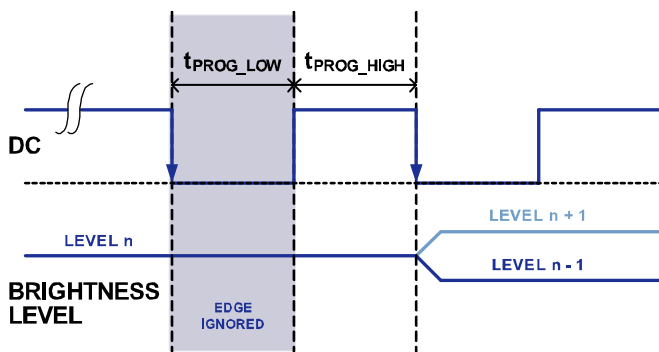 tPROG_LOW
tPROG_HIGH
DC
LEVEL n + 1
LEVEL n
LEVEL n - 1
BRIGHTNESS
LEVEL
EDGE
IGNORED